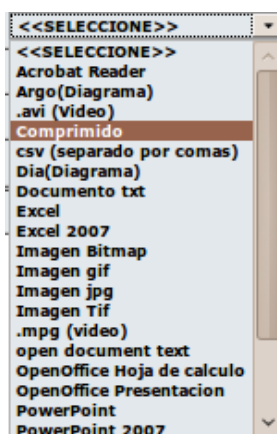 <<SELECCIONE>>
<<SELECCIONE>>
Acrobat Reader
Argo(Diagrama)
.avi (Video)
Comprimido
csv (separado por comas)
Dia(Diagrama)
Documento txt
Excel
Excel 2007
Imagen Bitmap
Imagen gif
Imagen jpg
Imagen Tif
.mpg (video)
open document text
OpenOffice Hoja de calculo
OpenOffice Presentacion
PowerPoint
PowerPoint 2007